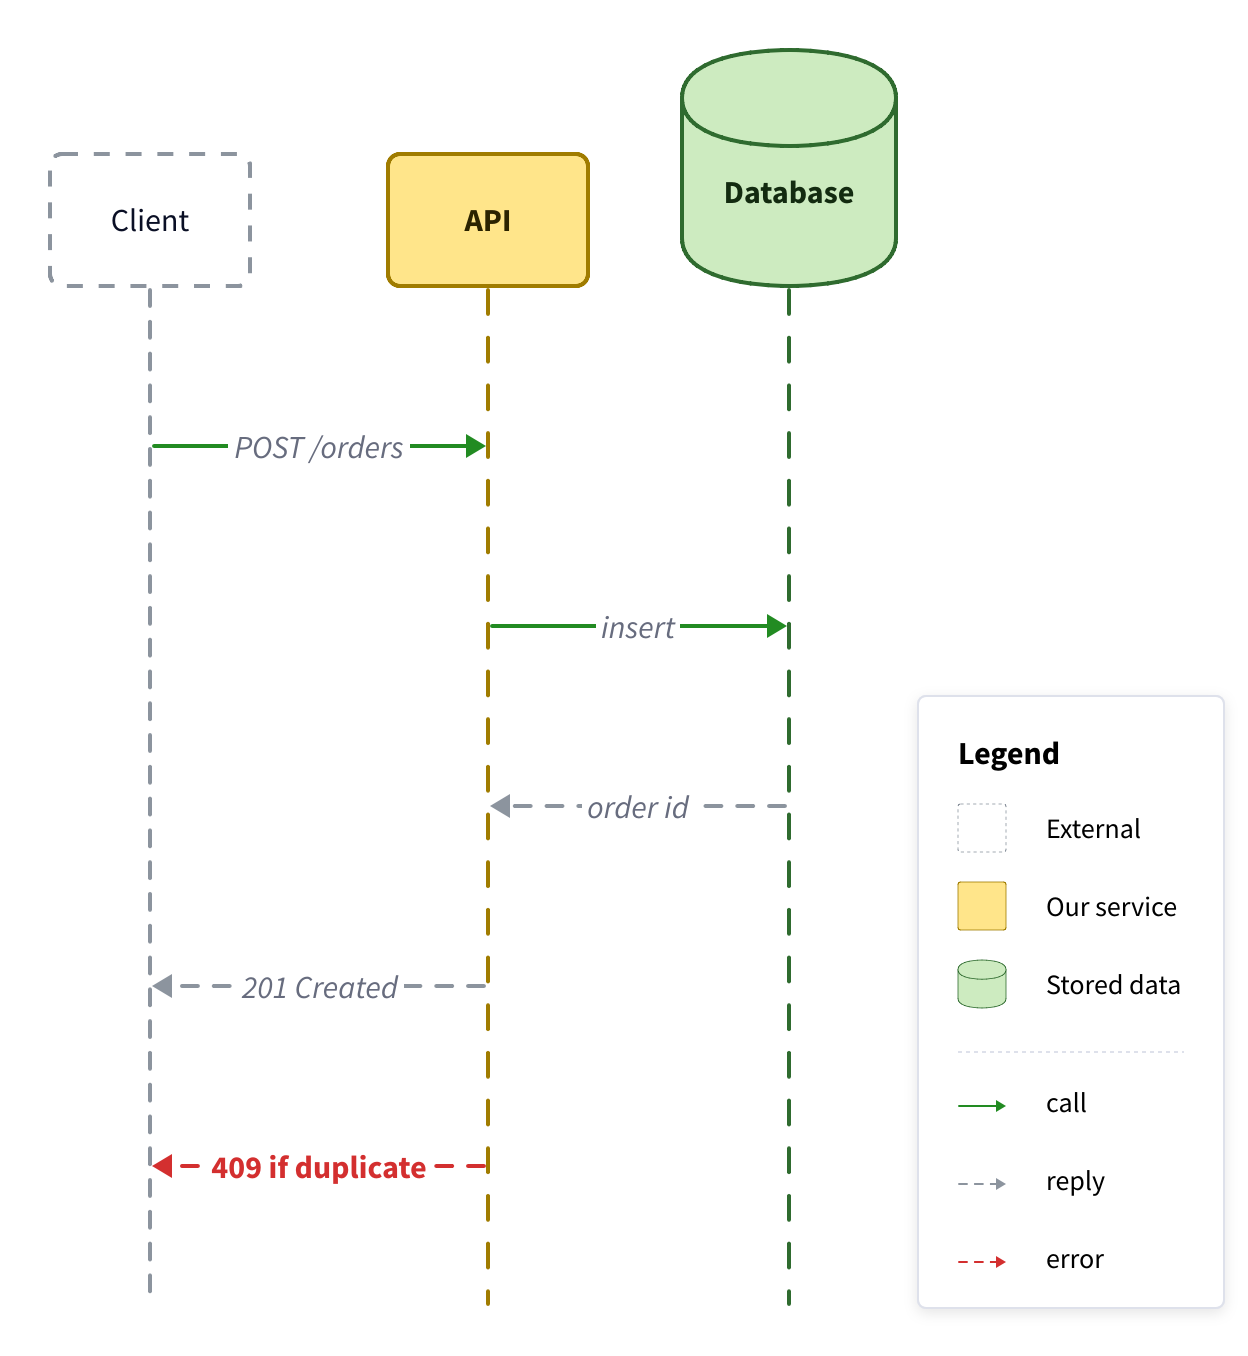 Client
API
Database
POST /orders
insert
order id
201 Created
409 if duplicate
Legend
External
Our service
Stored data
call
reply
error